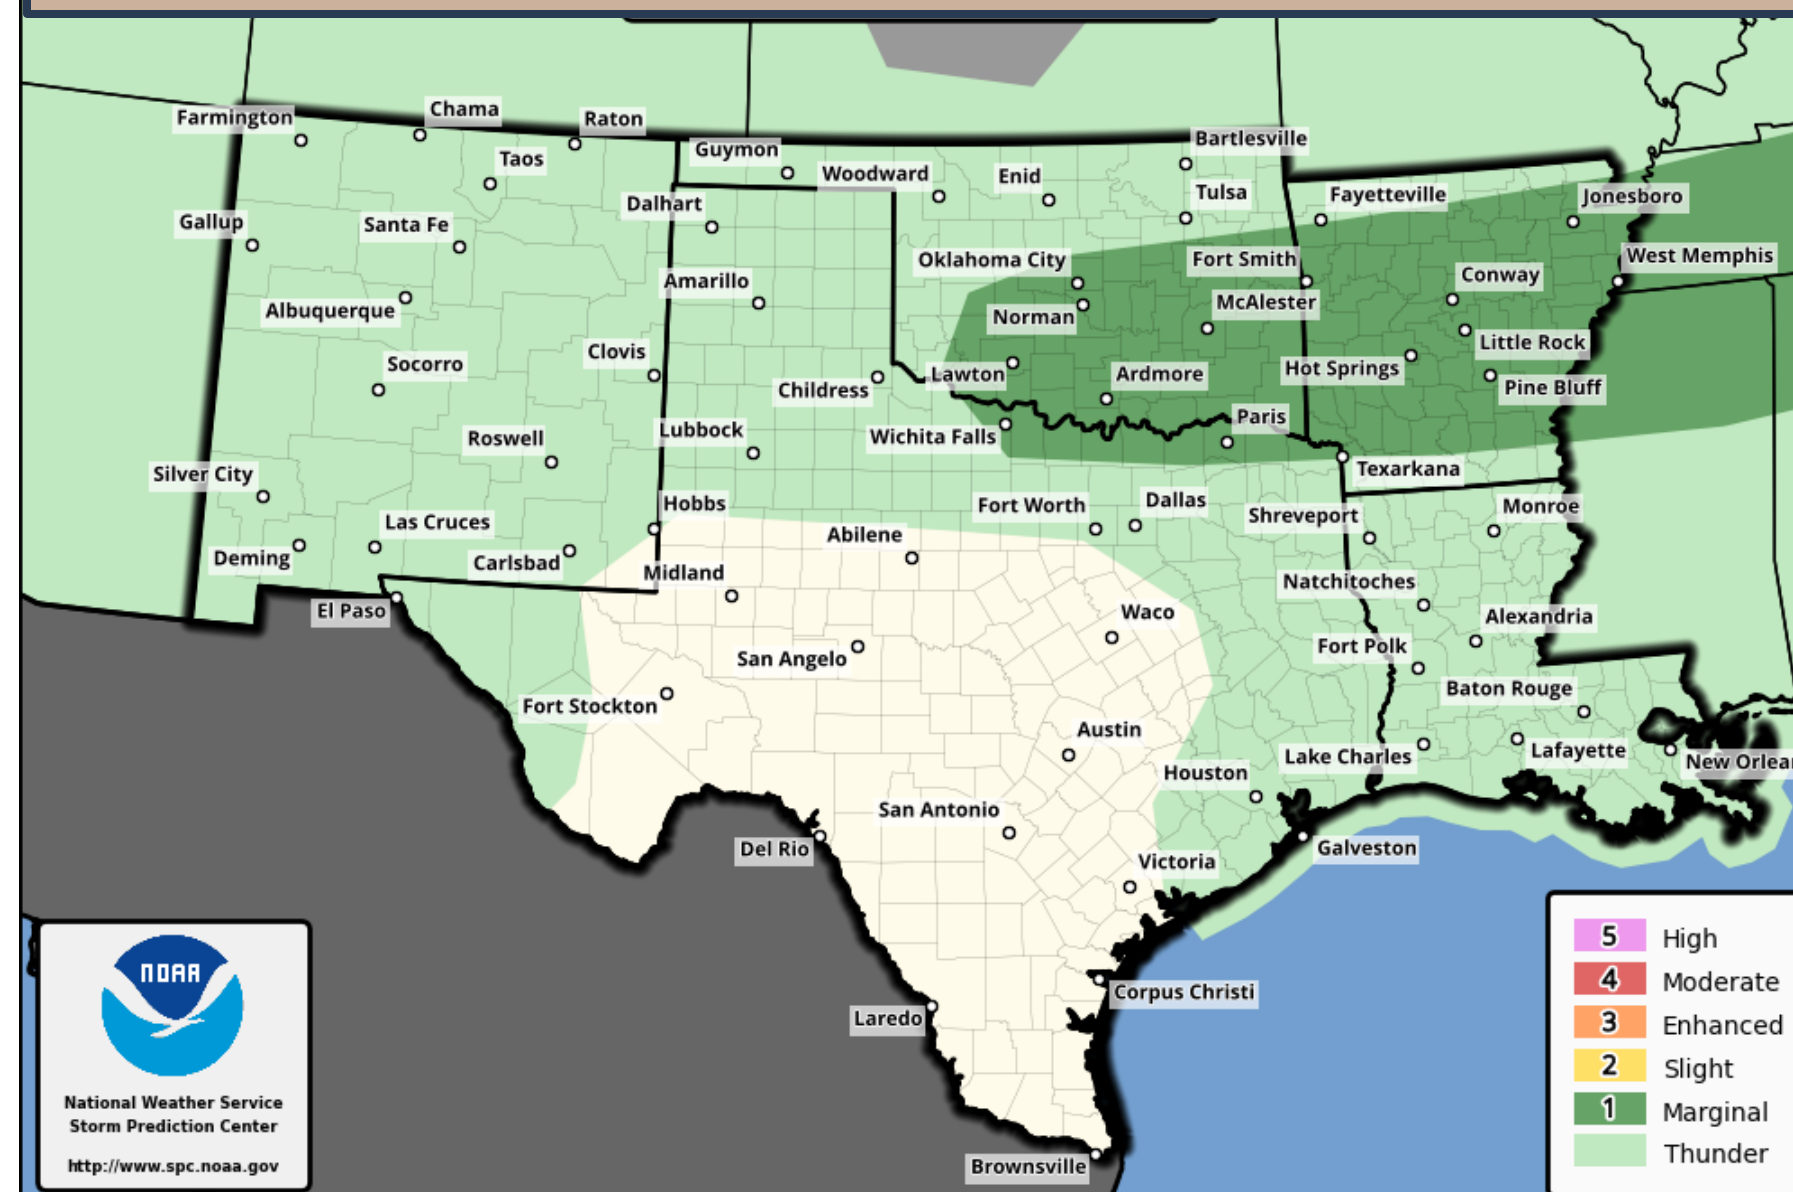 Farmington
Chama
Raton
Bartlesville
Guymon
Taos
Woodward
Enid
Tulsa
Fayetteville
Jonesboro
Dalhart
Gallup
Santa Fe
Oklahoma City
Fort Smith
West Memphis
Conway
Amarillo
McAlester
Albuquerque
Norman
Little Rock
Clovis
Socorro
Lawton
Ardmore
Hot Springs
Pine Bluff
Childress
Paris
Lubbock
Wichita Falls
Roswell
Texarkana
Silver City
Hobbs
Fort Worth
Dallas
Shreveport
Monroe
Las Cruces
Abilene
Deming
Carlsbad
Midland
Natchitoches
El Paso
Waco
Alexandria
Fort Polk
San Angelo
Baton Rouge
Fort Stockton
Austin
Lake Charles
Lafayette
New Orlea
Houston
San Antonio
Del Rio
Galveston
Victoria
Corpus Christi
Laredo
Brownsville
NOAA
National Weather Service
Storm Prediction Center
http://www.spc.noaa.gov
5 High
4 Moderate
3 Enhanced
2 Slight
1 Marginal
Thunder